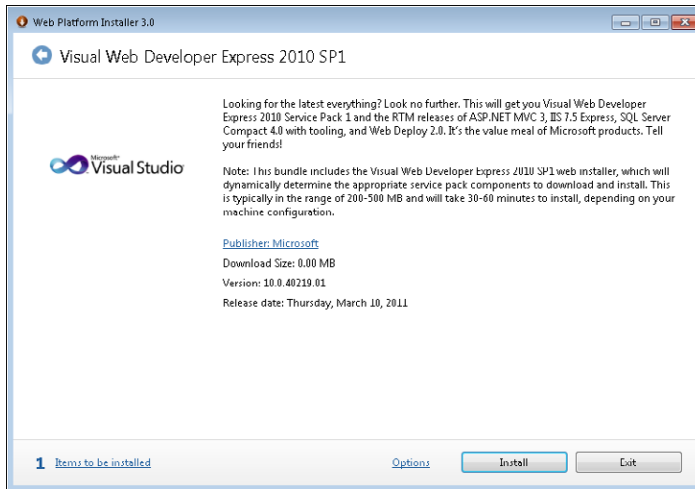 Web Platform Installer 3.0
Visual Web Developer Express 2010 SP1
Looking for the latest everything? Look no further. This will get you Visual Web Developer
Express 2010 Service Pack 1 and the RTM releases of ASP.NET MVC 3, IIS 7.5 Express, SQL Server
Compact 4.0 with tooling, and Web Deploy 2.0. It's the value meal of Microsoft products. Tell
your friends!
Microsoft®
Visual Studio
Note: This bundle includes the Visual Web Developer Express 2010 SP1 web installer, which will
dynamically determine the appropriate service pack components to download and install. This
is typically in the range of 200-500 MB and will take 30-60 minutes to install, depending on your
machine configuration.
Publisher: Microsoft
Download Size: 0.00 MB
Version: 10.0.40219.01
Release date: Thursday, March 10, 2011
1 Items to be installed
Options
Install
Exit